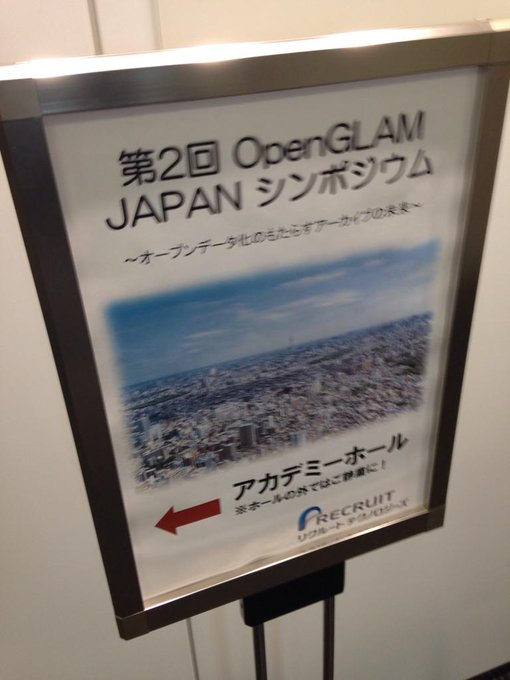 第2回 OpenGLAM
JAPAN シンポジウム
~オープンデータ化のもたらすアーカイブの未来~
アカデミーホール
※ホールの外ではご静粛に!
RECRUIT
リクルートテクノロジーズ